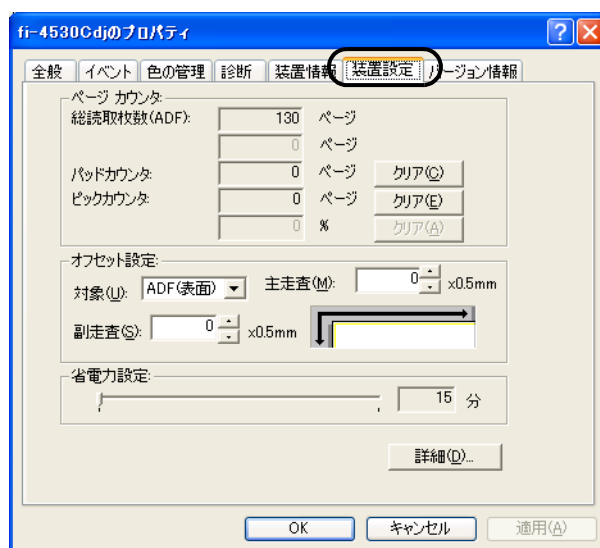 fi-4530Cdjのプロパティ
全般 イベント 色の管理 診断 装置情報 装置設定 バージョン情報
ページ カウンタ:
総読取枚数(ADF): 130 ページ
0 ページ
パッドカウンタ: 0 ページ クリア(C)
ピックカウンタ: 0 ページ クリア(E)
0 % クリア(A)
オフセット設定:
対象(U): ADF(表面) 主走査(M): 0 x0.5mm
副走査(S): 0 x0.5mm
省電力設定:
15 分
詳細(D)...
OK キャンセル 適用(A)